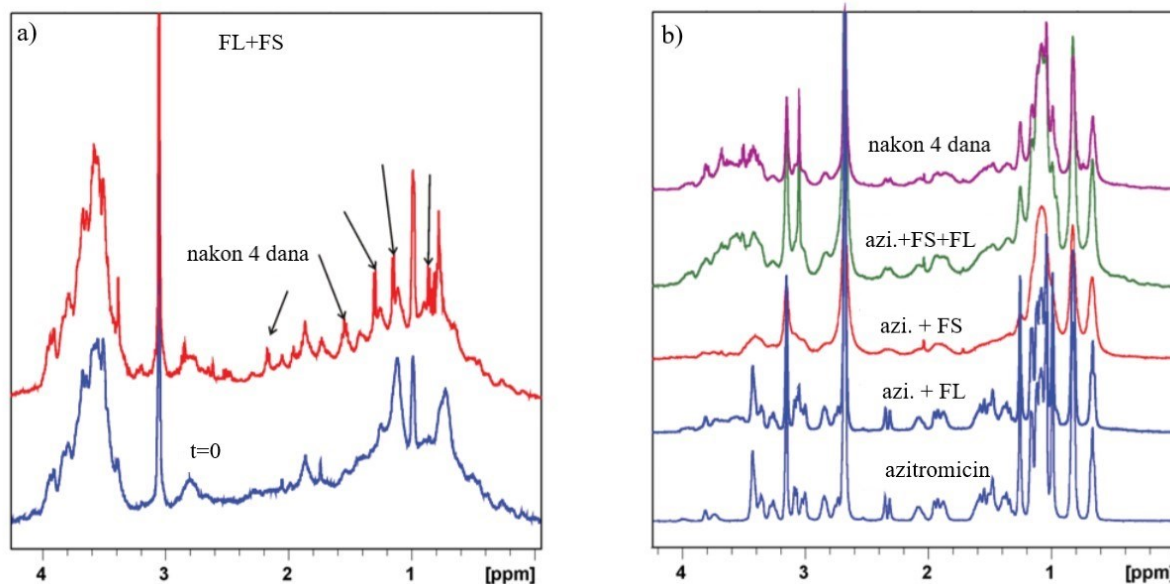 a)
FL+FS
nakon 4 dana
t=0
4 3 2 1 [ppm]
b)
nakon 4 dana
azi.+FS+FL
azi. + FS
azi. + FL
azitromicin
4 3 2 1 [ppm]